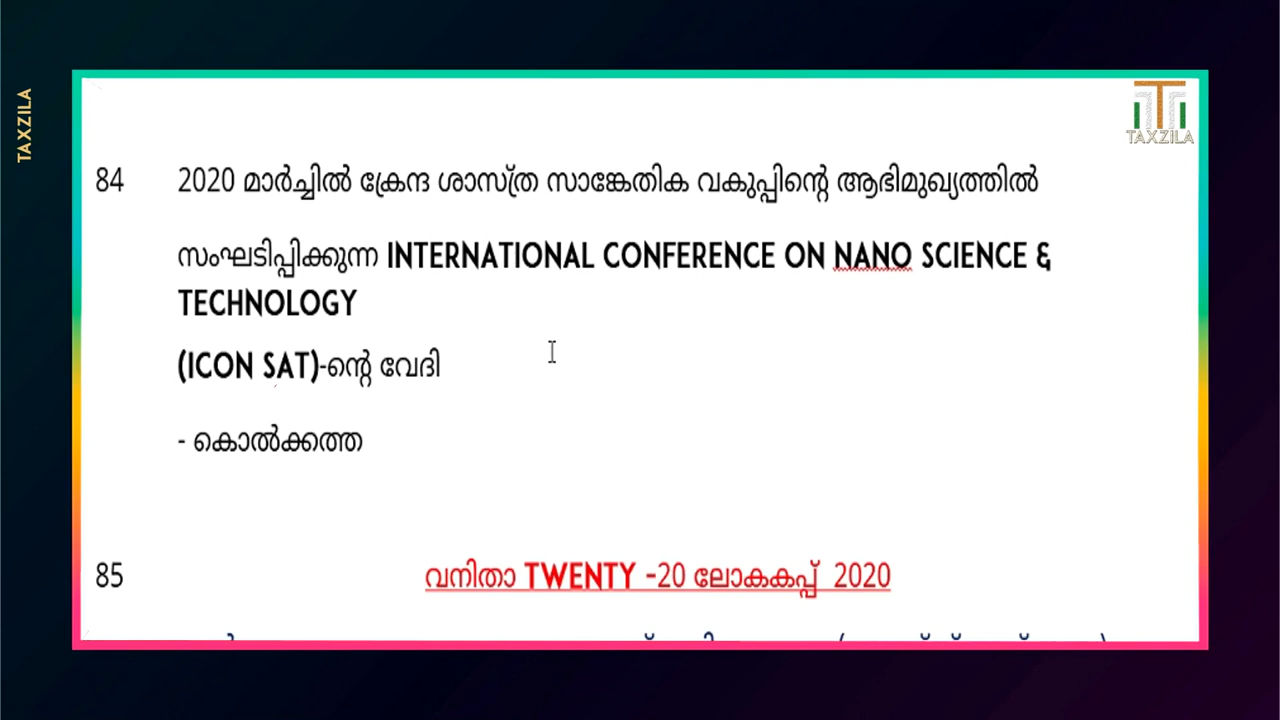 TAXZILA
TAXZILA
84 2020 മാർച്ചിൽ ക്രേന്ദ ശാസ്ത്ര സാങ്കേതിക വകുപ്പിന്റെ ആഭിമുഖ്യത്തിൽ
സംഘടിപ്പിക്കുന്ന INTERNATIONAL CONFERENCE ON NANO SCIENCE &
TECHNOLOGY
(ICON SAT)-ന്റെ വേദി
- കൊൽക്കത്ത
85 വനിതാ TWENTY -20 ലോകകപ്പ് 2020